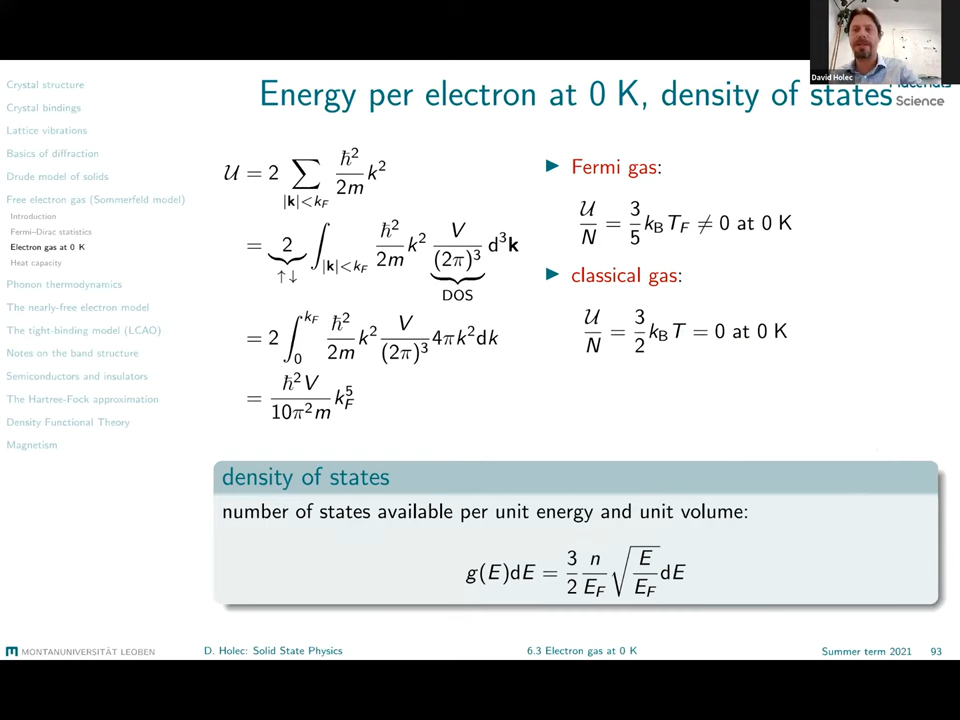 David Holec
Science
Energy per electron at 0 K, density of states
Crystal structure
Crystal bindings
Lattice vibrations
Basics of diffraction
Drude model of solids
Free electron gas (Sommerfeld model)
Introduction
Fermi–Dirac statistics
Electron gas at 0 K
Heat capacity
Phonon thermodynamics
The nearly-free electron model
The tight-binding model (LCAO)
Notes on the band structure
Semiconductors and insulators
The Hartree-Fock approximation
Density Functional Theory
Magnetism
𝒰 = 2 ∑_{|k|<k_F} ħ²/2m k²
= 2 (↑↓) ∫_{|k|<k_F} ħ²/2m k² V/(2π)³ (DOS) d³k
= 2 ∫_0^{k_F} ħ²/2m k² V/(2π)³ 4πk²dk
= ħ²V/10π²m k_F^5
▶ Fermi gas:
𝒰/N = 3/5 k_B T_F ≠ 0 at 0 K
▶ classical gas:
𝒰/N = 3/2 k_B T = 0 at 0 K
density of states
number of states available per unit energy and unit volume:
g(E)dE = 3/2 n/E_F √(E/E_F) dE
MONTANUNIVERSITÄT LEOBEN
D. Holec: Solid State Physics
6.3 Electron gas at 0 K
Summer term 2021 93